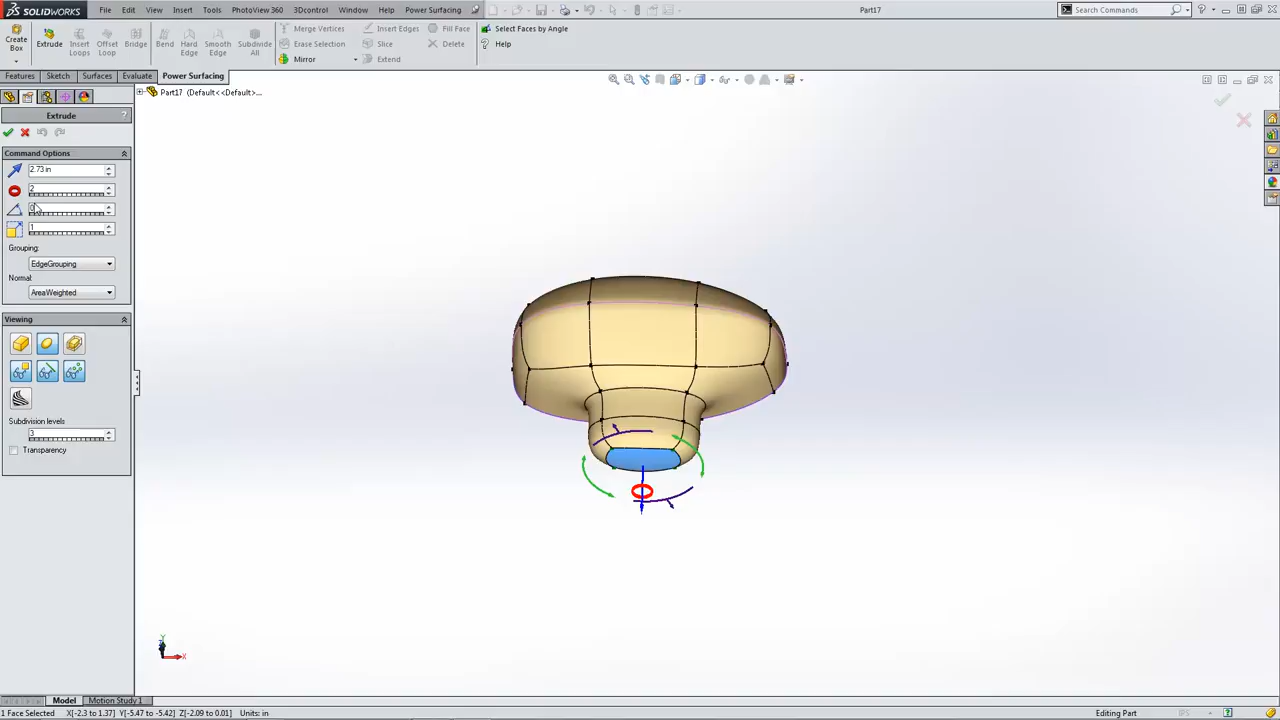 SOLIDWORKS
File Edit View Insert Tools PhotoView 360 3Dcontrol Window Help Power Surfacing
Part17
Search Commands
Create Box
Extrude
Insert Loops
Offset Loop
Bridge
Bend
Hard Edge
Smooth Edge
Subdivide All
Merge Vertices
Erase Selection
Mirror
Insert Edges
Slice
Extend
Fill Face
Delete
Select Faces by Angle
Help
Features Sketch Surfaces Evaluate Power Surfacing
Part17 (Default<<Default>...
Extrude
?
Command Options
2.73 in
2
0
1
Grouping:
EdgeGrouping
Normal:
AreaWeighted
Viewing
Subdivision levels
3
Transparency
Y
X
Model Motion Study 1
1 Face Selected X[-2.3 to 1.37] Y[-5.47 to -5.42] Z[-2.09 to 0.01] Units: in
Editing Part
IPS